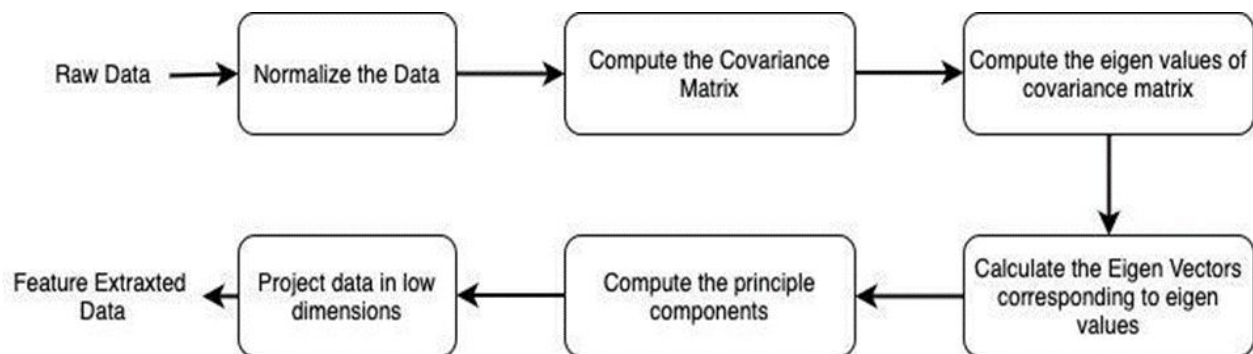 Raw Data
Normalize the Data
Compute the Covariance
Matrix
Compute the eigen values of
covariance matrix
Calculate the Eigen Vectors
corresponding to eigen
values
Compute the principle
components
Project data in low
dimensions
Feature Extraxted
Data